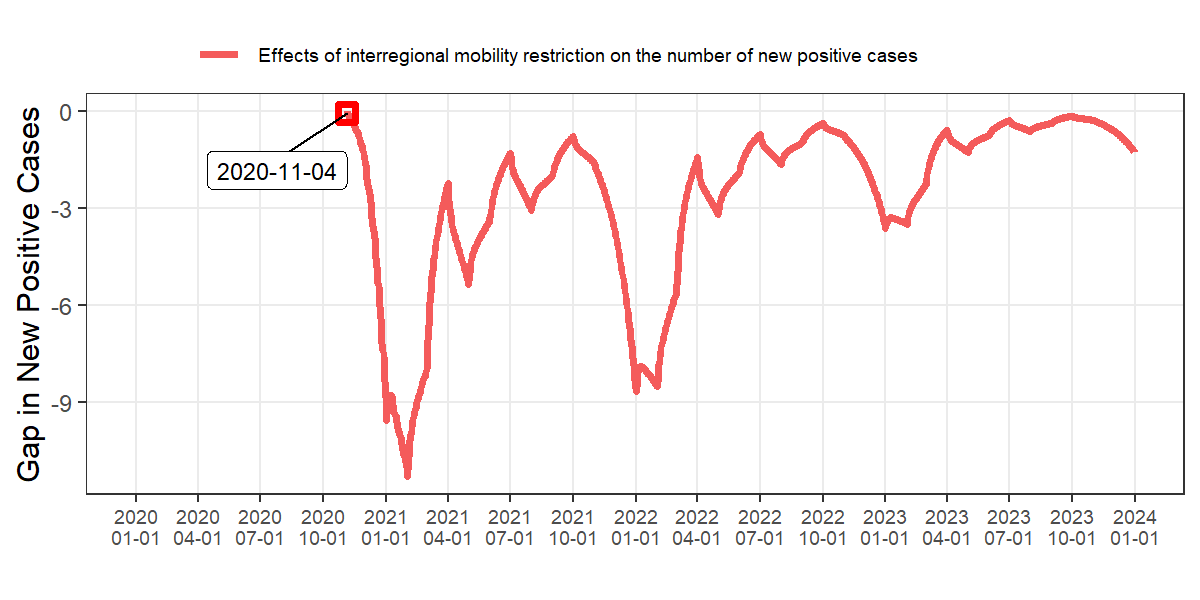 Effects of interregional mobility restriction on the number of new positive cases
Gap in New Positive Cases
0
-3
-6
-9
2020-11-04
2020 2020 2020 2020 2021 2021 2021 2021 2022 2022 2022 2022 2023 2023 2023 2023 2024
01-01 04-01 07-01 10-01 01-01 04-01 07-01 10-01 01-01 04-01 07-01 10-01 01-01 04-01 07-01 10-01 01-01